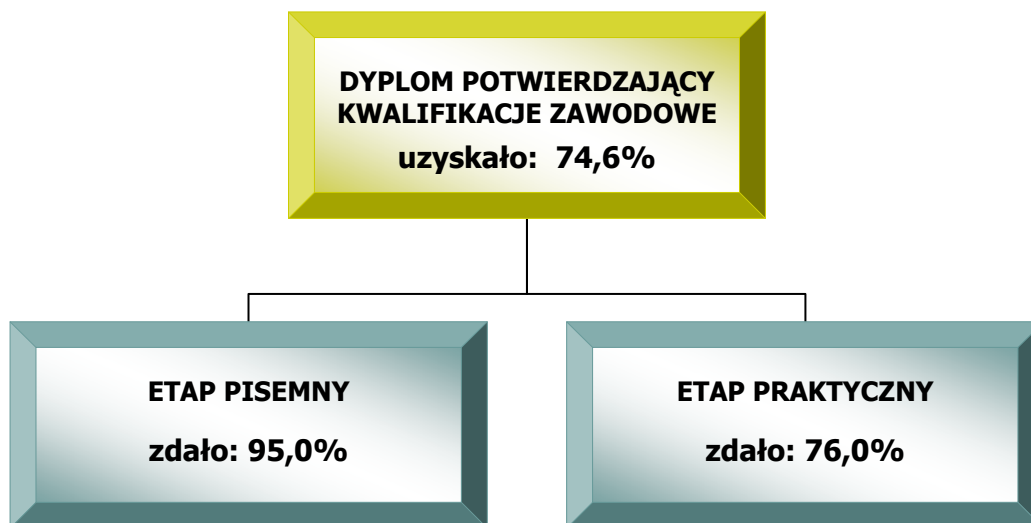 DYPLOM POTWIERDZAJĄCY
KWALIFIKACJE ZAWODOWE
uzyskało: 74,6%
ETAP PISEMNY
zdało: 95,0%
ETAP PRAKTYCZNY
zdało: 76,0%